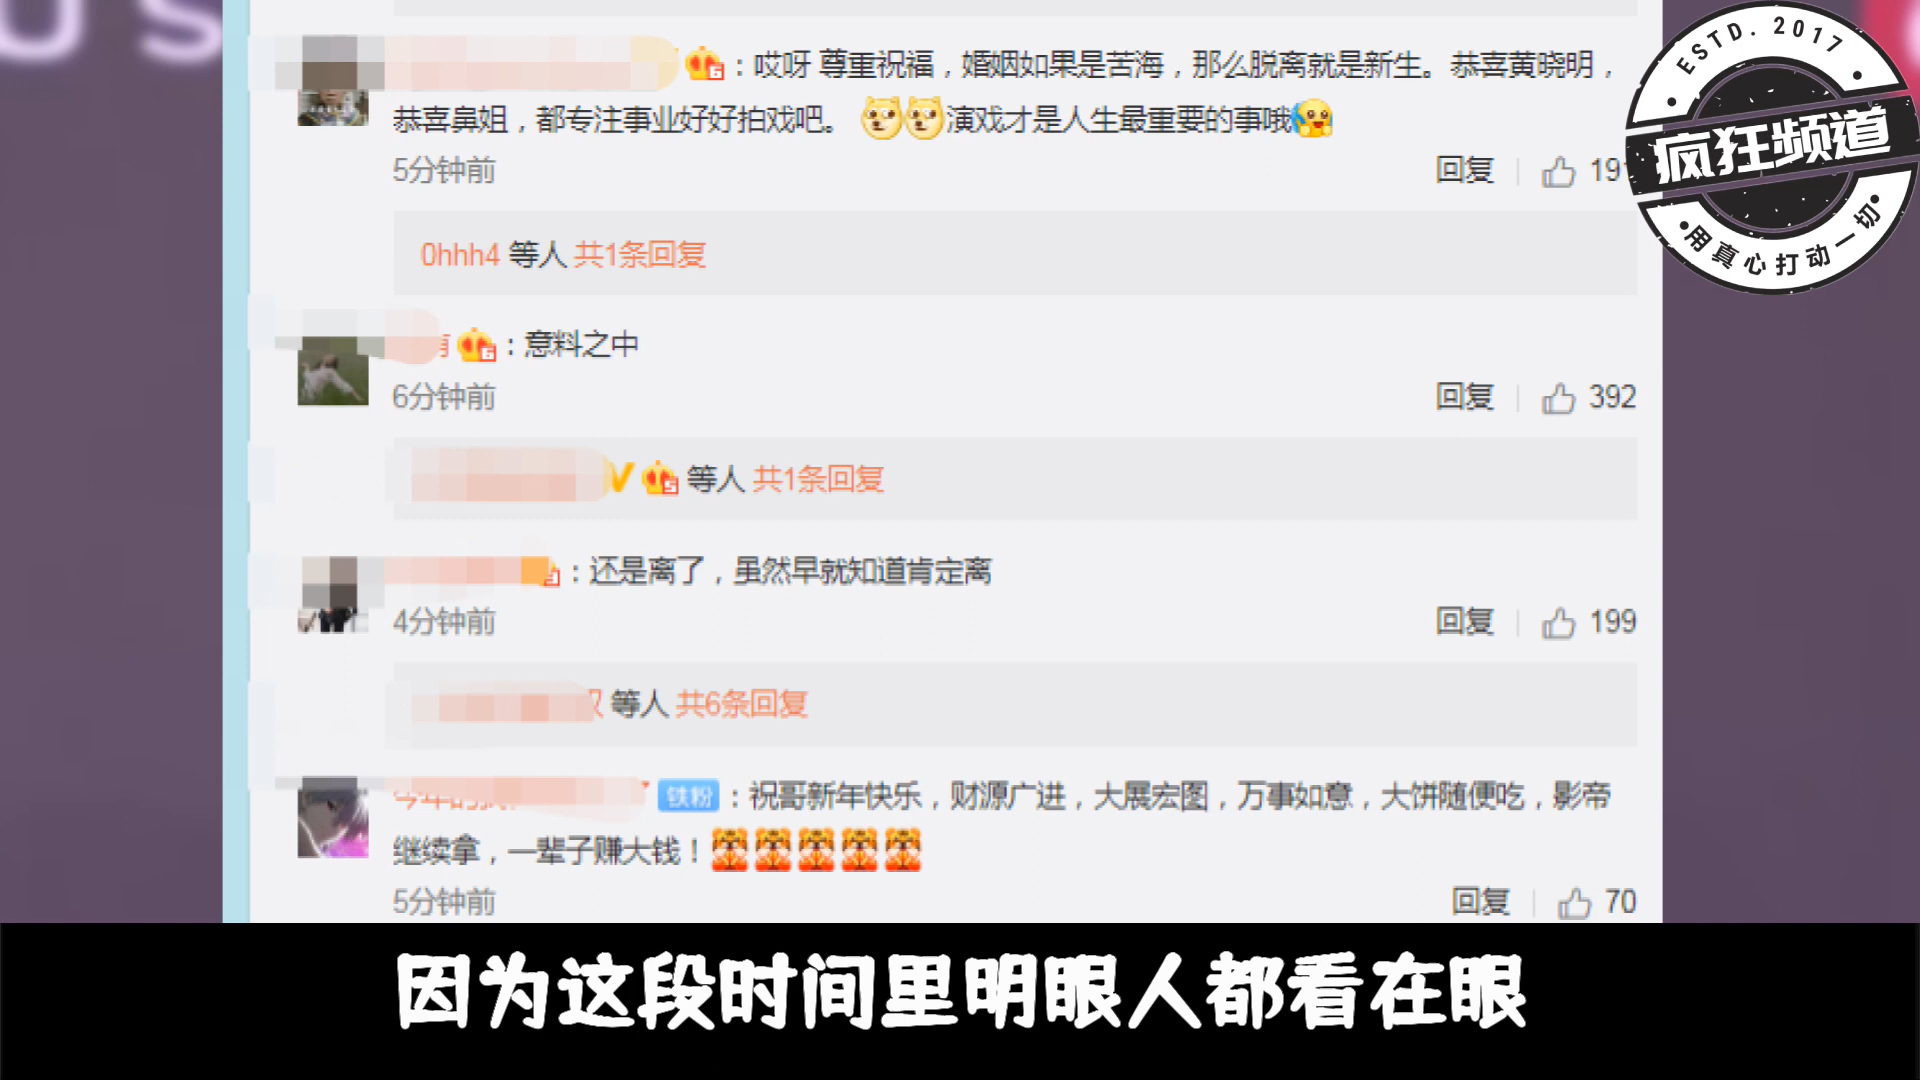 US
ESTD. 2017
疯狂频道
用真心打动一切
：哎呀 尊重祝福，婚姻如果是苦海，那么脱离就是新生。恭喜黄晓明，
恭喜鼻姐，都专注事业好好拍戏吧。演戏才是人生最重要的事哦
5分钟前
回复
0hhh4 等人 共1条回复
：意料之中
6分钟前
回复 392
等人 共1条回复
：还是离了，虽然早就知道肯定离
4分钟前
回复 199
等人 共6条回复
铁粉：祝哥新年快乐，财源广进，大展宏图，万事如意，大饼随便吃，影帝
继续拿，一辈子赚大钱！
5分钟前
回复 70
因为这段时间里明眼人都看在眼